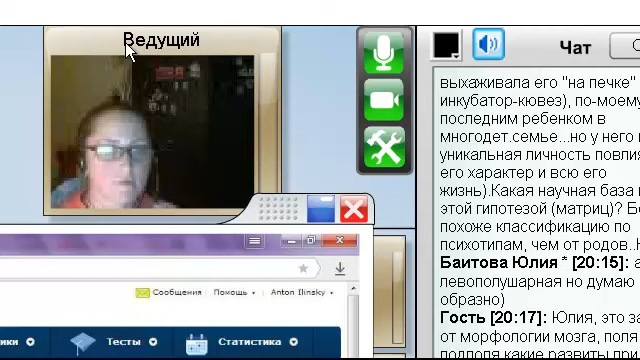 Ведущий
Чат
выхаживала его "на печке"
инкубатор-кювез), по-моему
последним ребенком в
многодет.семье...но у него
уникальная личность
его характер и всю его
жизнь).Какая научная база
этой гипотезой (матриц)?
похоже классификацию по
психотипам, чем от родов..
Баитова Юлия * [20:15]:
левополушарная но думаю
образно)
Гость [20:17]: Юлия, это
от морфологии мозга,
Сообщения Помощь Anton Ilinsky
Тесты Статистика